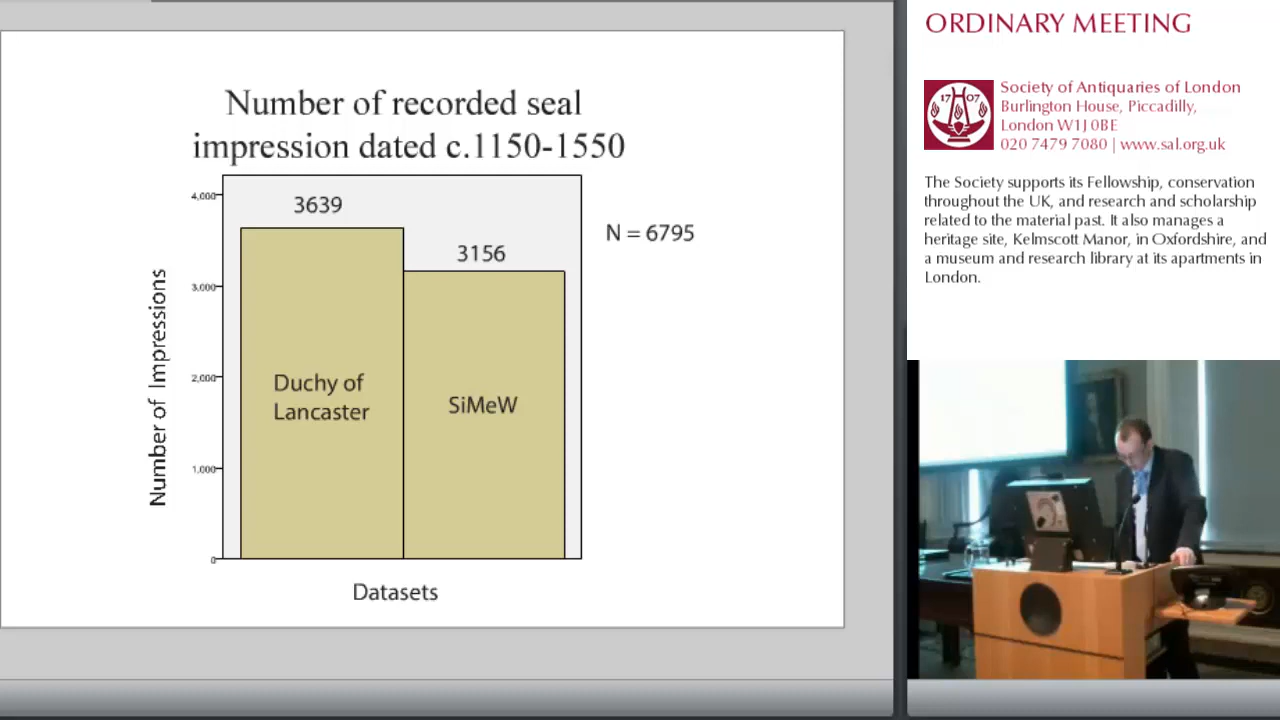 Number of recorded seal
impression dated c.1150-1550
4,000
3639
N = 6795
3156
3,000
Number of Impressions
2,000
Duchy of
Lancaster
SiMeW
1,000
0
Datasets
ORDINARY MEETING
1707
Society of Antiquaries of London
Burlington House, Piccadilly,
London W1J 0BE
020 7479 7080 | www.sal.org.uk
The Society supports its Fellowship, conservation
throughout the UK, and research and scholarship
related to the material past. It also manages a
heritage site, Kelmscott Manor, in Oxfordshire, and
a museum and research library at its apartments in
London.